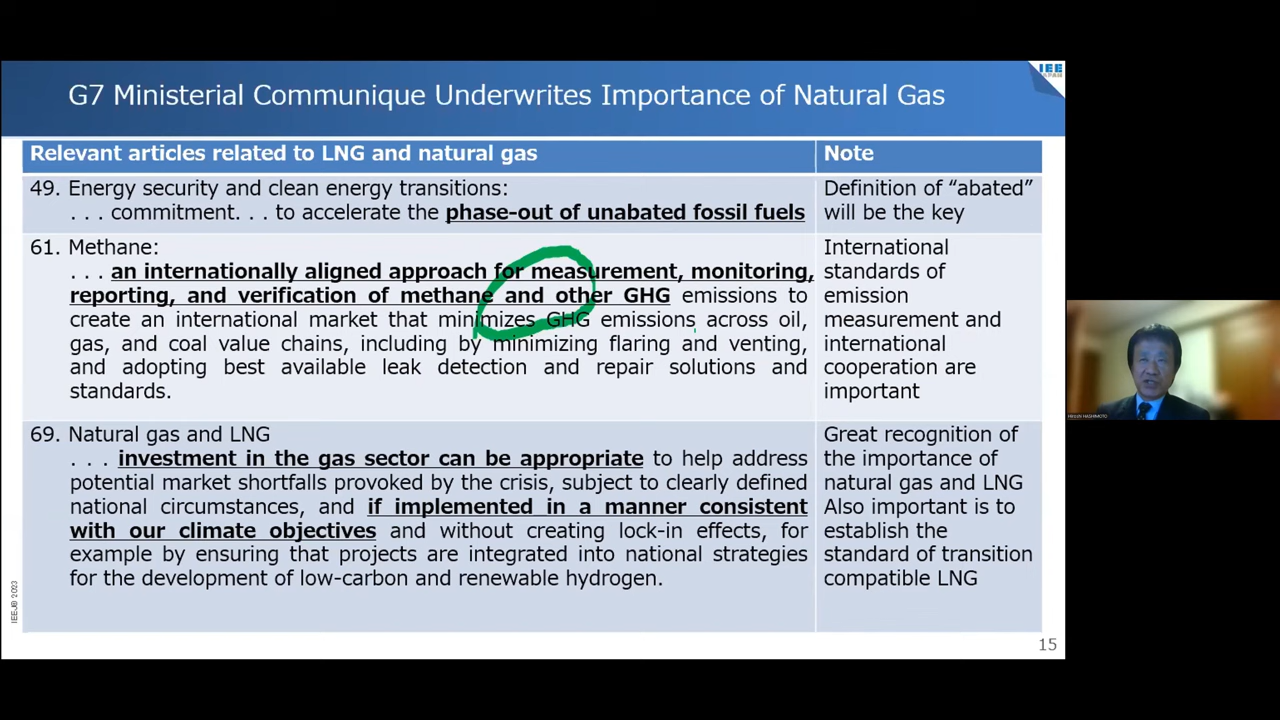 G7 Ministerial Communique Underwrites Importance of Natural Gas
IEE
JAPAN
Relevant articles related to LNG and natural gas
Note
49. Energy security and clean energy transitions:
. . . commitment. . . to accelerate the phase-out of unabated fossil fuels
Definition of “abated”
will be the key
61. Methane:
. . . an internationally aligned approach for measurement, monitoring,
reporting, and verification of methane and other GHG emissions to
create an international market that minimizes GHG emissions across oil,
gas, and coal value chains, including by minimizing flaring and venting,
and adopting best available leak detection and repair solutions and
standards.
International
standards of
emission
measurement and
international
cooperation are
important
69. Natural gas and LNG
. . . investment in the gas sector can be appropriate to help address
potential market shortfalls provoked by the crisis, subject to clearly defined
national circumstances, and if implemented in a manner consistent
with our climate objectives and without creating lock-in effects, for
example by ensuring that projects are integrated into national strategies
for the development of low-carbon and renewable hydrogen.
Great recognition of
the importance of
natural gas and LNG
Also important is to
establish the
standard of transition
compatible LNG
IEEJ© 2023
15
Hiroshi HASHIMOTO